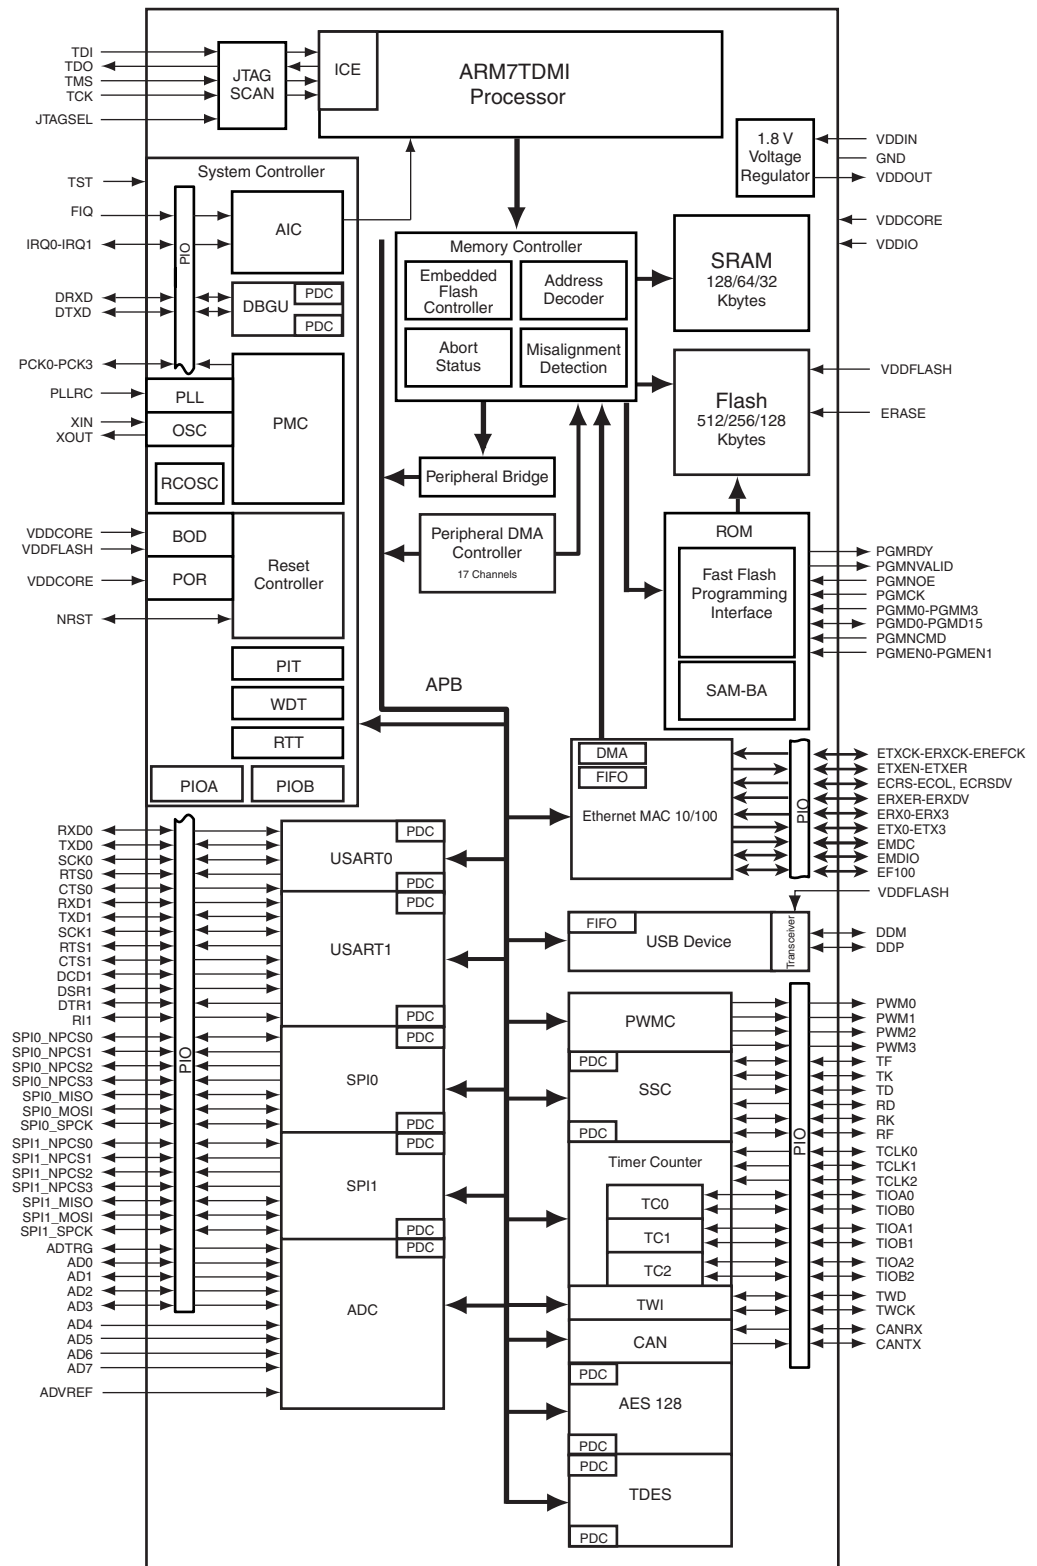 TDI
TDO
TMS
TCK
JTAGSEL
JTAG
SCAN
ICE
ARM7TDMI
Processor
1.8 V
Voltage
Regulator
VDDIN
GND
VDDOUT
VDDCORE
VDDIO
System Controller
TST
FIQ
IRQ0-IRQ1
PIO
AIC
DRXD
DTXD
DBGU
PDC
PDC
PCK0-PCK3
PLLRC
PLL
XIN
XOUT
OSC
PMC
RCOSC
VDDCORE
VDDFLASH
BOD
VDDCORE
POR
Reset
Controller
NRST
PIT
WDT
RTT
PIOA
PIOB
Memory Controller
Embedded
Flash
Controller
Address
Decoder
Abort
Status
Misalignment
Detection
SRAM
128/64/32
Kbytes
Flash
512/256/128
Kbytes
VDDFLASH
ERASE
Peripheral Bridge
Peripheral DMA
Controller
17 Channels
ROM
Fast Flash
Programming
Interface
SAM-BA
PGMRDY
PGMNVALID
PGMNOE
PGMCK
PGMM0-PGMM3
PGMD0-PGMD15
PGMNCMD
PGMEN0-PGMEN1
APB
DMA
FIFO
Ethernet MAC 10/100
PIO
ETXCK-ERXCK-EREFCK
ETXEN-ETXER
ECRS-ECOL, ECRSDV
ERXER-ERXDV
ERX0-ERX3
ETX0-ETX3
EMDC
EMDIO
EF100
VDDFLASH
FIFO
USB Device
Transceiver
DDM
DDP
RXD0
TXD0
SCK0
RTS0
CTS0
RXD1
TXD1
SCK1
RTS1
CTS1
DCD1
DSR1
DTR1
RI1
SPI0_NPCS0
SPI0_NPCS1
SPI0_NPCS2
SPI0_NPCS3
SPI0_MISO
SPI0_MOSI
SPI0_SPCK
SPI1_NPCS0
SPI1_NPCS1
SPI1_NPCS2
SPI1_NPCS3
SPI1_MISO
SPI1_MOSI
SPI1_SPCK
ADTRG
AD0
AD1
AD2
AD3
AD4
AD5
AD6
AD7
ADVREF
PIO
PDC
USART0
PDC
PDC
USART1
PDC
PDC
SPI0
PDC
PDC
SPI1
PDC
PDC
ADC
PWMC
PDC
SSC
PDC
Timer Counter
TC0
TC1
TC2
TWI
CAN
PDC
AES 128
PDC
PDC
TDES
PDC
PIO
PWM0
PWM1
PWM2
PWM3
TF
TK
TD
RD
RK
RF
TCLK0
TCLK1
TCLK2
TIOA0
TIOB0
TIOA1
TIOB1
TIOA2
TIOB2
TWD
TWCK
CANRX
CANTX